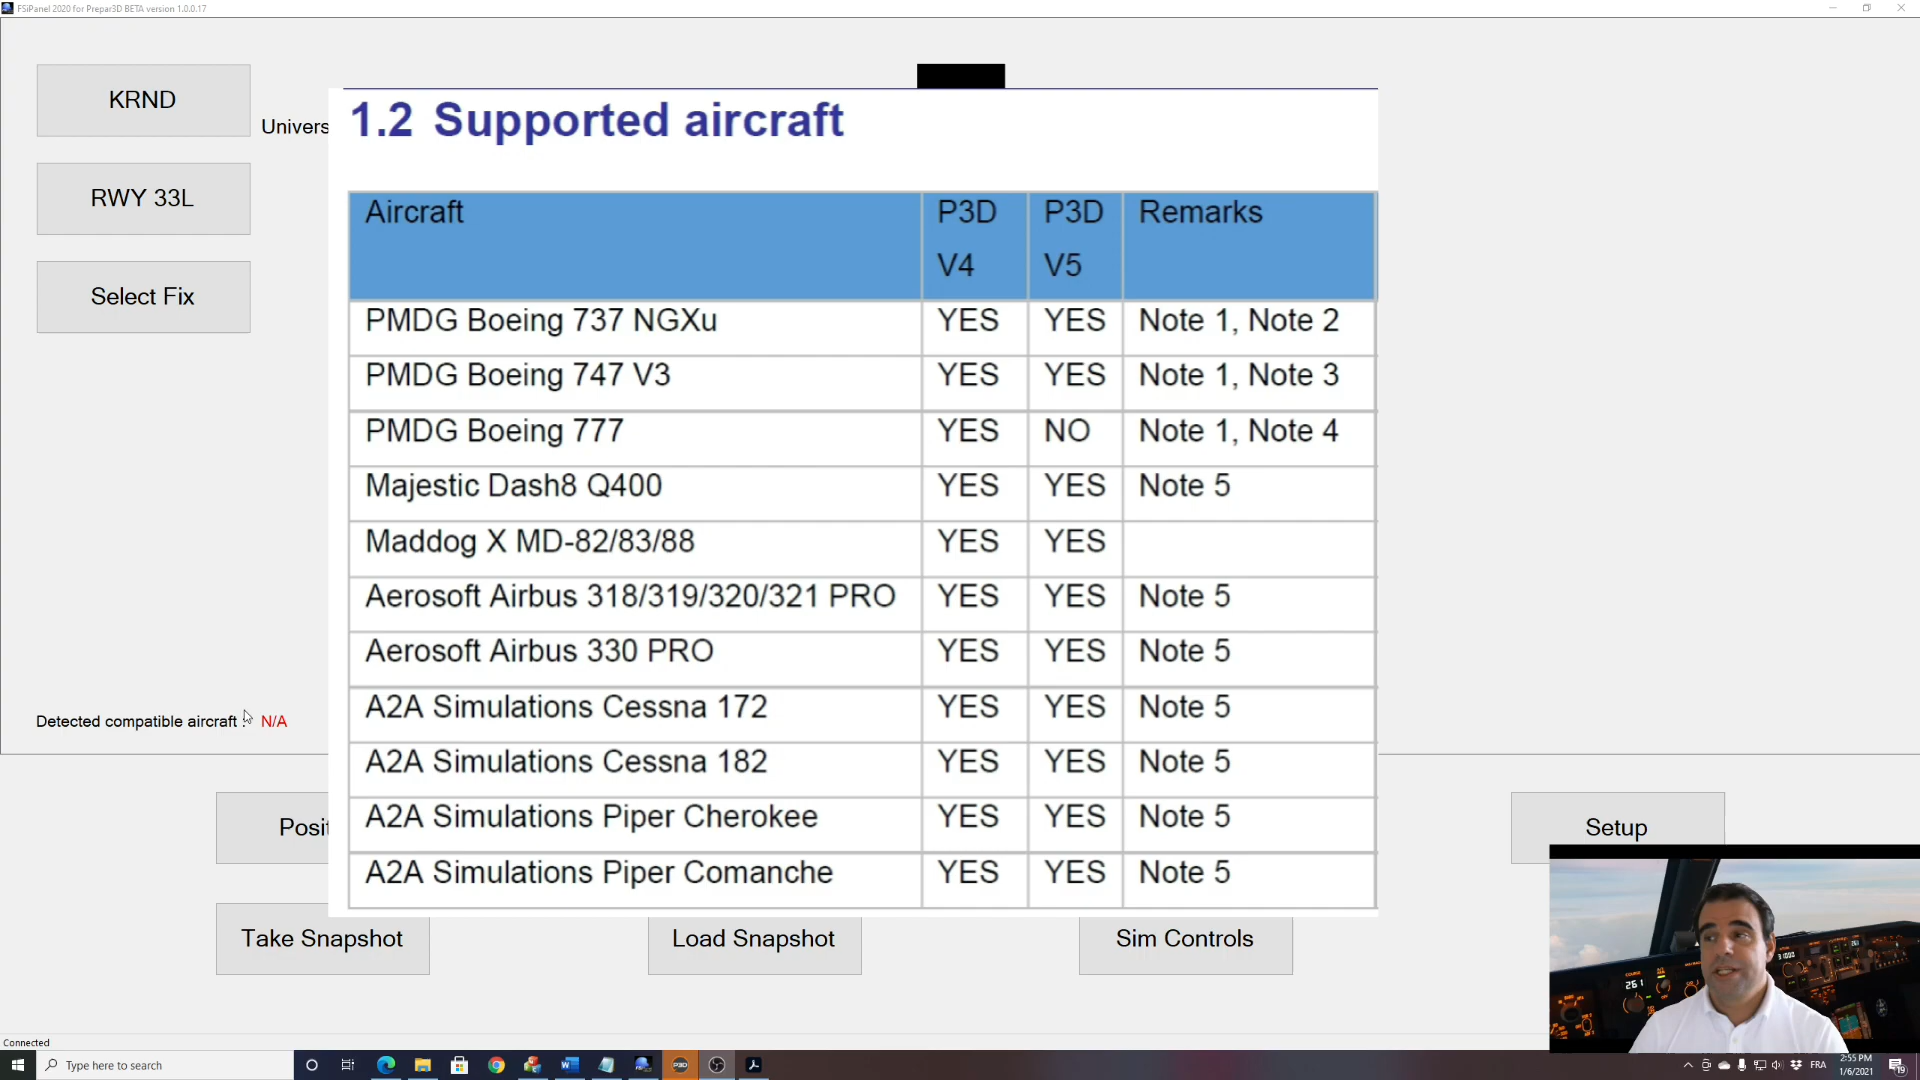 FSiPanel 2020 for Prepar3D BETA version 1.0.0.17
KRND
Univers
RWY 33L
Select Fix
1.2 Supported aircraft
Aircraft P3D V4 P3D V5 Remarks
PMDG Boeing 737 NGXu YES YES Note 1, Note 2
PMDG Boeing 747 V3 YES YES Note 1, Note 3
PMDG Boeing 777 YES NO Note 1, Note 4
Majestic Dash8 Q400 YES YES Note 5
Maddog X MD-82/83/88 YES YES
Aerosoft Airbus 318/319/320/321 PRO YES YES Note 5
Aerosoft Airbus 330 PRO YES YES Note 5
A2A Simulations Cessna 172 YES YES Note 5
A2A Simulations Cessna 182 YES YES Note 5
A2A Simulations Piper Cherokee YES YES Note 5
A2A Simulations Piper Comanche YES YES Note 5
Detected compatible aircraft : N/A
Posit
Setup
Take Snapshot
Load Snapshot
Sim Controls
COURSE
261
31000
261
Connected
Type here to search
P3D
FRA
2:55 PM
1/6/2021
19